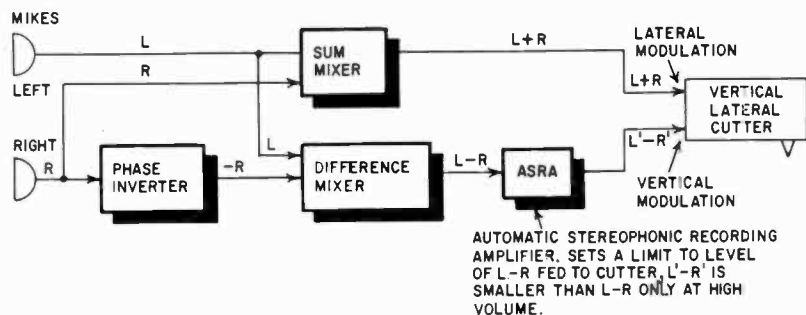 MIKES
LEFT
L
R
SUM
MIXER
L+R
LATERAL
MODULATION
L+R
VERTICAL
LATERAL
CUTTER
RIGHT
R
PHASE
INVERTER
-R
L
DIFFERENCE
MIXER
L-R
ASRA
L'-R'
VERTICAL
MODULATION
AUTOMATIC STEREOPHONIC RECORDING
AMPLIFIER. SETS A LIMIT TO LEVEL
OF L-R FED TO CUTTER, L'-R' IS
SMALLER THAN L-R ONLY AT HIGH
VOLUME.